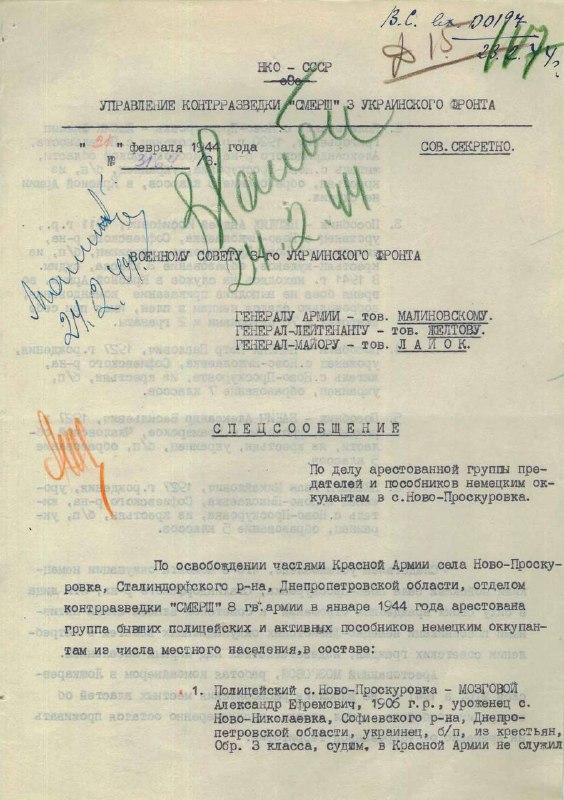 В.С. вх. 00197
23.2.44г.
Д 15
НКО - СССР
УПРАВЛЕНИЕ КОНТРРАЗВЕДКИ "СМЕРШ" 3 УКРАИНСКОГО ФРОНТА
"21" февраля 1944 года
СОВ.СЕКРЕТНО.
24.2.44
ВОЕННОМУ СОВЕТУ 3-го УКРАИНСКОГО ФРОНТА
24.2.44г.
ГЕНЕРАЛУ АРМИИ - тов. МАЛИНОВСКОМУ.
ГЕНЕРАЛ-ЛЕЙТЕНАНТУ - тов. ЖЕЛТОВУ.
ГЕНЕРАЛ-МАЙОРУ - тов. ЛАЙОК.
СПЕЦСООБЩЕНИЕ
По делу арестованной группы пре-
дателей и пособников немецким ок-
купантам в с.Ново-Проскуровка.
По освобождении частями Красной Армии села Ново-Проску-
ровка, Сталиндорфского р-на, Днепропетровской области, отделом
контрразведки "СМЕРШ" 8 гв.армии в январе 1944 года арестована
группа бывших полицейских и активных пособников немецким оккупан-
там из числа местного населения, в составе:
1. Полицейский с.Ново-Проскуровка - МОЗГОВОЙ
Александр Ефремович, 1906 г.р., уроженец с.
Ново-Николаевка, Софиевского р-на, Днепро-
петровской области, украинец, б/п, из крестьян,
Обр. 3 класса, судим, в Красной Армии не служил